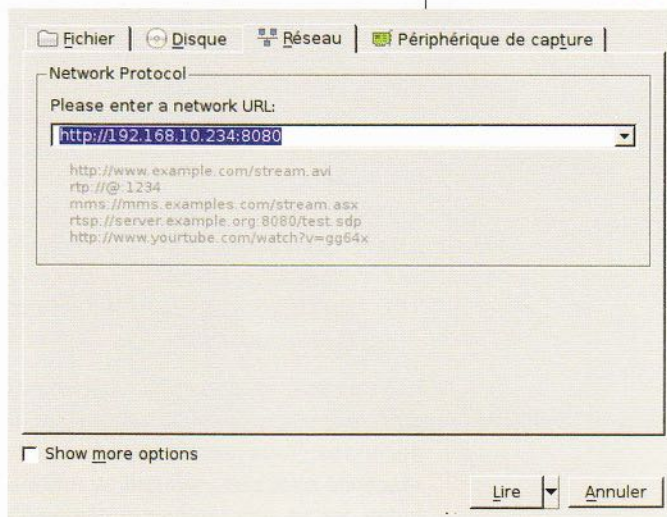 Fichier Disque Réseau Périphérique de capture
Network Protocol
Please enter a network URL:
http://192.168.10.234:8080
http://www.example.com/stream.avi
rtp://@:1234
mms://mms.examples.com/stream.asx
rtsp://server.example.org:8080/test.sdp
http://www.yourtube.com/watch?v=gg64x
Show more options
Lire Annuler